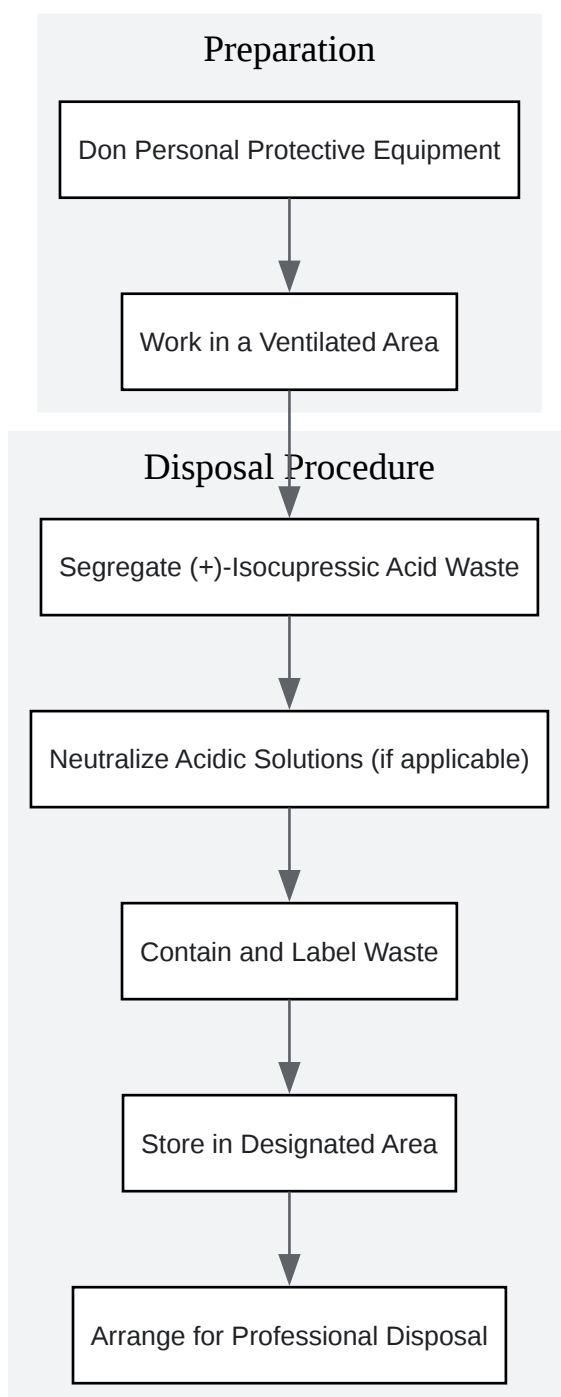 Preparation
Don Personal Protective Equipment
Work in a Ventilated Area
Disposal Procedure
Segregate (+)-Isocupressic Acid Waste
Neutralize Acidic Solutions (if applicable)
Contain and Label Waste
Store in Designated Area
Arrange for Professional Disposal